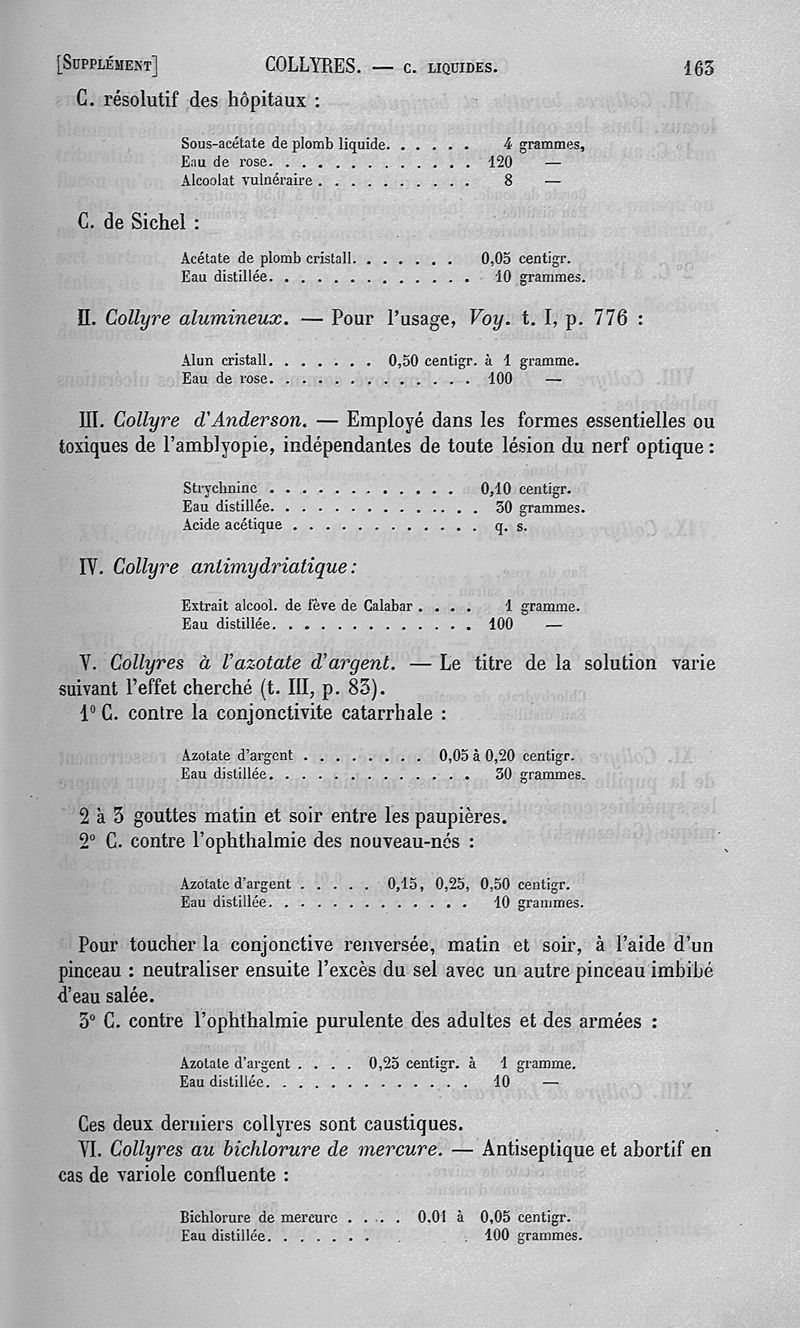 [SUPPLÉMENT] COLLYRES. — C. LIQUIDES. 163
C. résolutif des hôpitaux :
Sous-acétate de plomb liquide. . . . . . 4 grammes,
Eau de rose. . . . . . . . . . . . . 120 —
Alcoolat vulnéraire . . . . . . . . . . 8 —
C. de Sichel :
Acétate de plomb cristall. . . . . . . 0,05 centigr.
Eau distillée. . . . . . . . . . . . . 10 grammes.
II. Collyre alumineux. — Pour l'usage, Voy. t. I, p. 776 :
Alun cristall. . . . . . . 0,50 centigr. à 1 gramme.
Eau de rose. . . . . . . . . . . . . 100 —
III. Collyre d'Anderson. — Employé dans les formes essentielles ou
toxiques de l'amblyopie, indépendantes de toute lésion du nerf optique :
Strychnine . . . . . . . . . . . . 0,10 centigr.
Eau distillée. . . . . . . . . . . . . 30 grammes.
Acide acétique . . . . . . . . . . . . q. s.
IV. Collyre antimydriatique :
Extrait alcool. de fève de Calabar . . . . 1 gramme.
Eau distillée. . . . . . . . . . . . . 100 —
V. Collyres à l'azotate d'argent. — Le titre de la solution varie
suivant l'effet cherché (t. III, p. 83).
1° C. contre la conjonctivite catarrhale :
Azotate d'argent . . . . . . . . 0,05 à 0,20 centigr.
Eau distillée. . . . . . . . . . . . . 30 grammes.
2 à 3 gouttes matin et soir entre les paupières.
2° C. contre l'ophthalmie des nouveau-nés :
Azotate d'argent . . . . . 0,15, 0,25, 0,50 centigr.
Eau distillée. . . . . . . . . . . . . 10 grammes.
Pour toucher la conjonctive renversée, matin et soir, à l'aide d'un
pinceau : neutraliser ensuite l'excès du sel avec un autre pinceau imbibé
d'eau salée.
3° C. contre l'ophthalmie purulente des adultes et des armées :
Azotate d'argent . . . . 0,25 centigr. à 1 gramme.
Eau distillée. . . . . . . . . . . . . 10 —
Ces deux derniers collyres sont caustiques.
VI. Collyres au bichlorure de mercure. — Antiseptique et abortif en
cas de variole confluente :
Bichlorure de mercure . . . . . 0,01 à 0,05 centigr.
Eau distillée. . . . . . . 100 grammes.